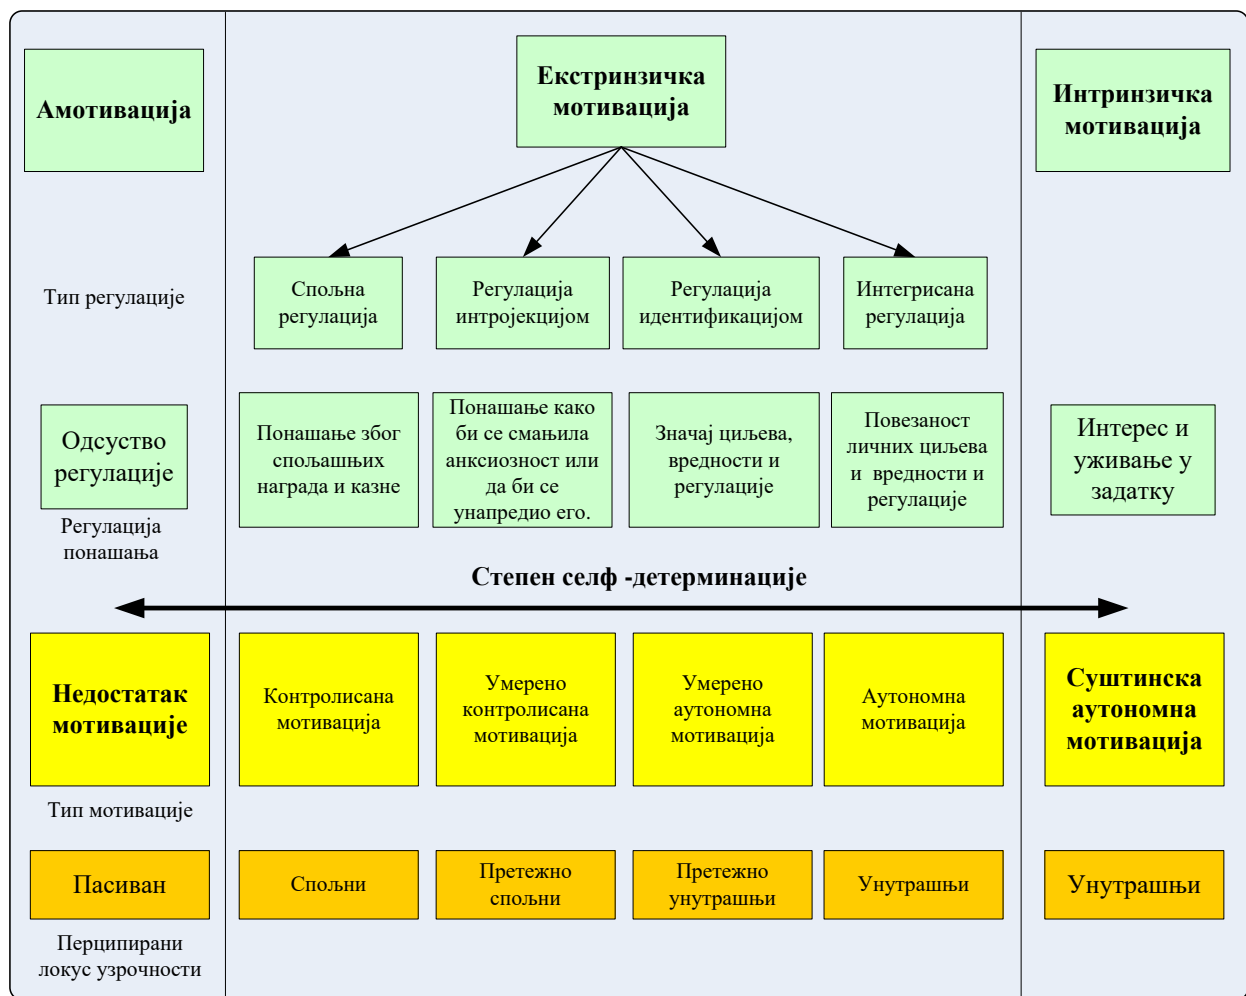 Амотивација
Екстринзичка
мотивација
Интринзичка
мотивација
Тип регулације
Спољна
регулација
Регулација
интројекцијом
Регулација
идентификацијом
Интегрисана
регулација
Одсуство
регулације
Регулација
понашања
Понашање због
спољашњих
награда и казне
Понашање како
би се смањила
анксиозност или
да би се
унапредио его.
Значај циљева,
вредности и
регулације
Повезаност
личних циљева
и вредности и
регулације
Интерес и
уживање у
задатку
Степен селф -детерминације
Недостатак
мотивације
Тип мотивације
Контролисана
мотивација
Умерено
контролисана
мотивација
Умерено
аутономна
мотивација
Аутономна
мотивација
Суштинска
аутономна
мотивација
Пасиван
Перципирани
локус узрочности
Спољни
Претежно
спољни
Претежно
унутрашњи
Унутрашњи
Унутрашњи